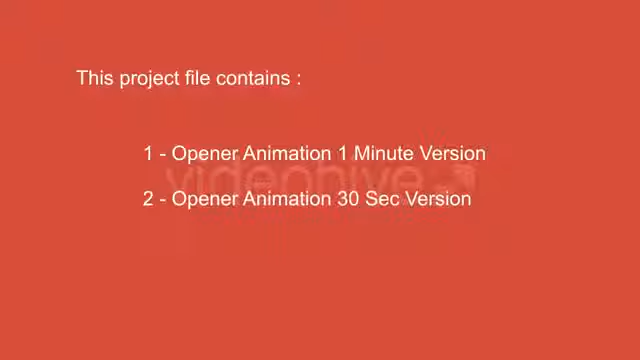 This project file contains :
1 - Opener Animation 1 Minute Version
videohive
2 - Opener Animation 30 Sec Version